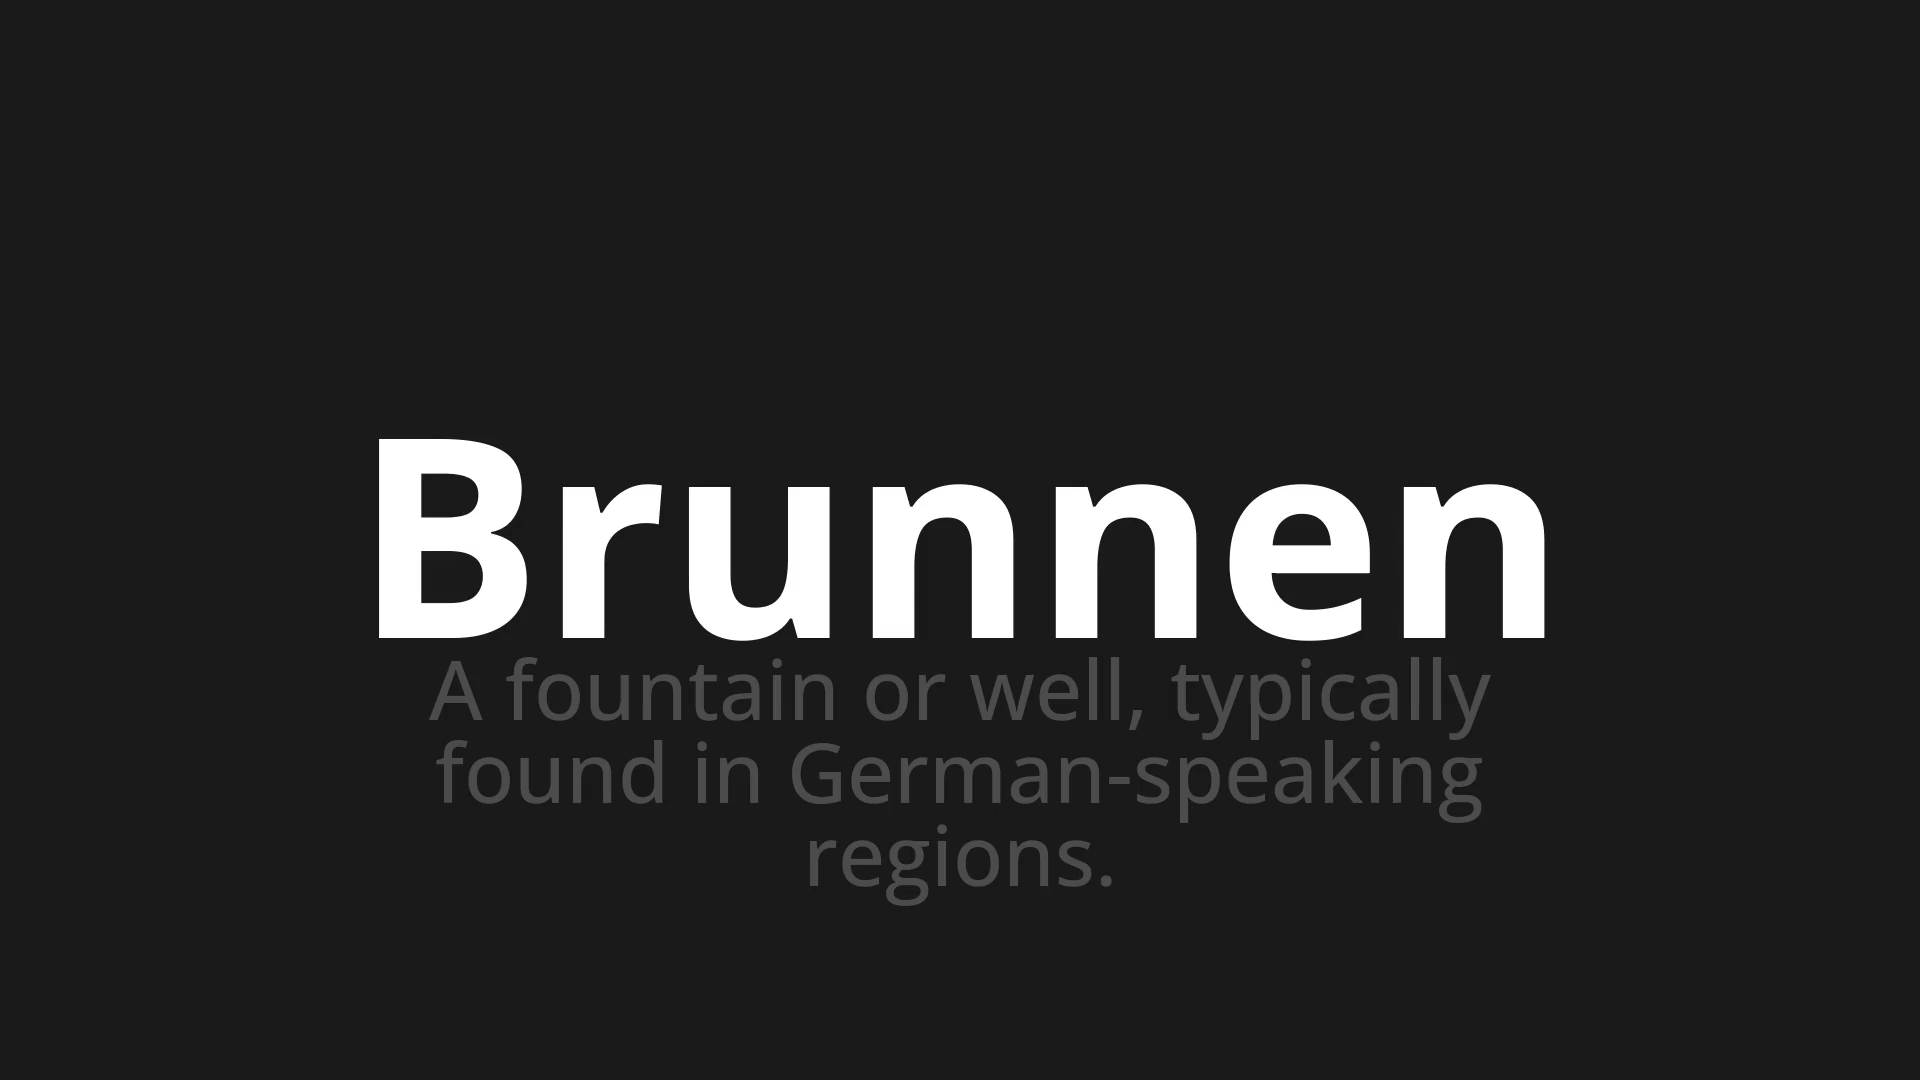 Brunnen
A fountain or well, typically
found in German-speaking
regions.